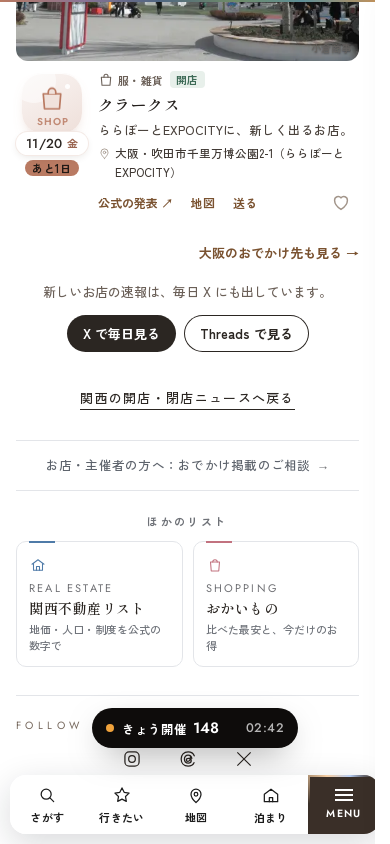 服・雑貨 開店
SHOP
クラークス
11/20 金
あと1日
ららぽーとEXPOCITYに、新しく出るお店。
大阪・吹田市千里万博公園2-1（ららぽーと
EXPOCITY）
公式の発表 ↗ 地図 送る
大阪のおでかけ先も見る →
新しいお店の速報は、毎日 X にも出しています。
X で毎日見る Threads で見る
関西の開店・閉店ニュースへ戻る
お店・主催者の方へ：おでかけ掲載のご相談 →
ほかのリスト
REAL ESTATE
関西不動産リスト
地価・人口・制度を公式の
数字で
SHOPPING
おかいもの
比べた最安と、今だけのお
得
FOLLOW
きょう開催 148 02:42
さがす 行きたい 地図 泊まり MENU